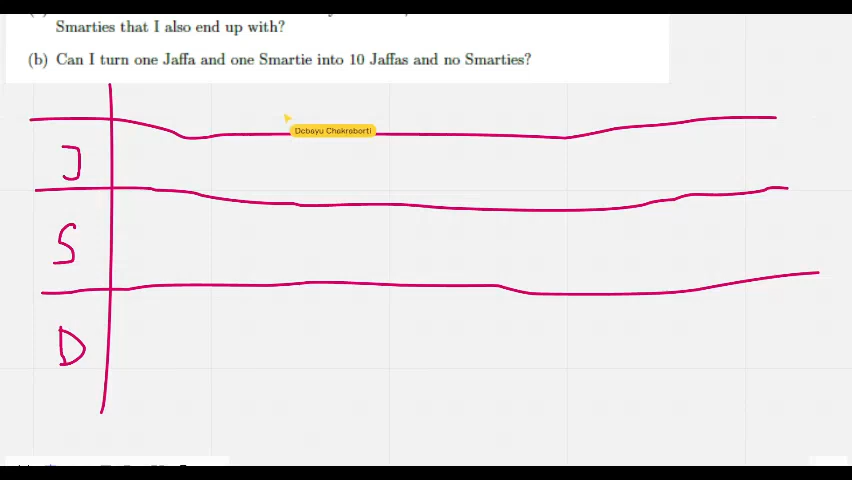 Smarties that I also end up with?
(b) Can I turn one Jaffa and one Smartie into 10 Jaffas and no Smarties?
Debayu Chakraborti
J
S
D